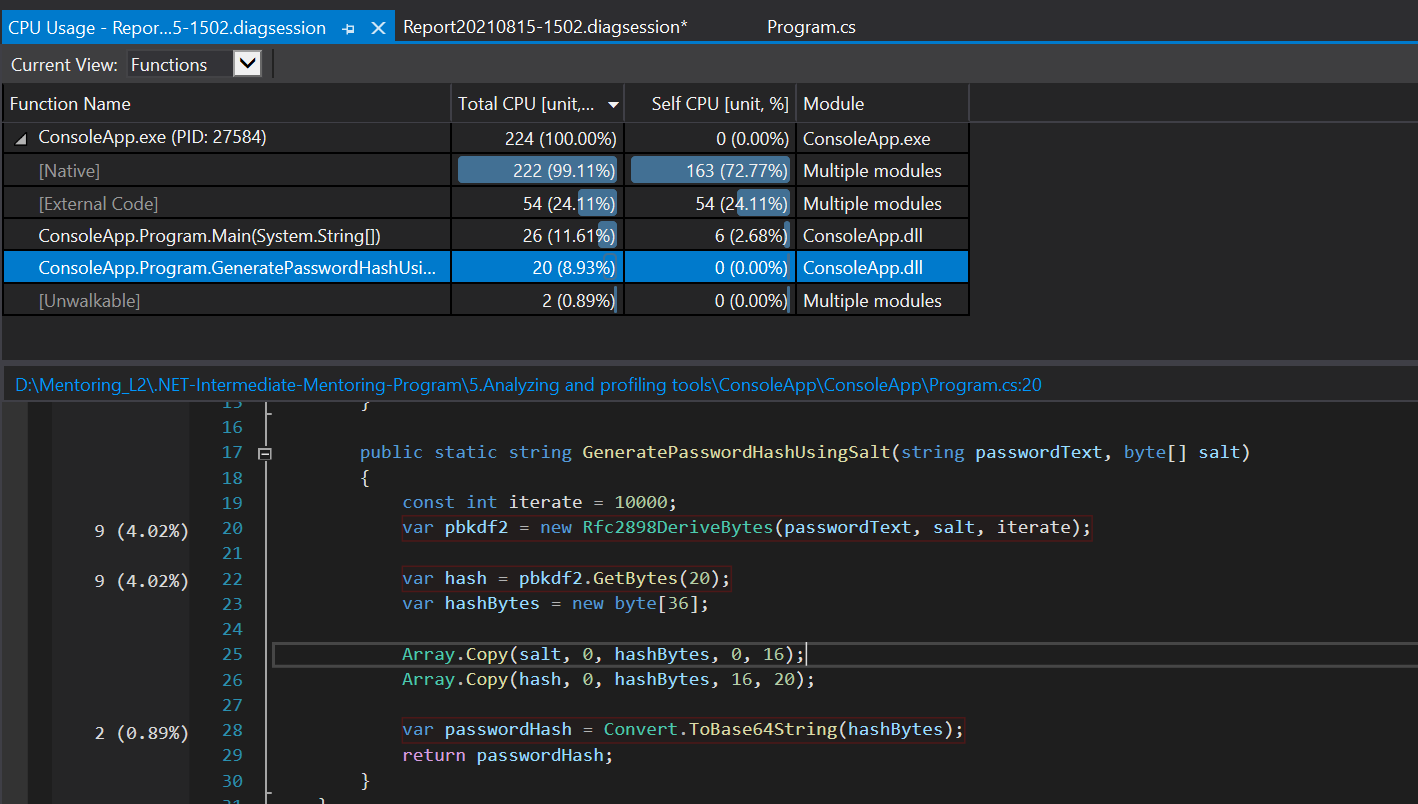 CPU Usage - Repor...5-1502.diagsession Report20210815-1502.diagsession* Program.cs
Current View: Functions
Function Name Total CPU [unit,... Self CPU [unit, %] Module
ConsoleApp.exe (PID: 27584) 224 (100.00%) 0 (0.00%) ConsoleApp.exe
[Native] 222 (99.11%) 163 (72.77%) Multiple modules
[External Code] 54 (24.11%) 54 (24.11%) Multiple modules
ConsoleApp.Program.Main(System.String[]) 26 (11.61%) 6 (2.68%) ConsoleApp.dll
ConsoleApp.Program.GeneratePasswordHashUsi... 20 (8.93%) 0 (0.00%) ConsoleApp.dll
[Unwalkable] 2 (0.89%) 0 (0.00%) Multiple modules
D:\Mentoring_L2\.NET-Intermediate-Mentoring-Program\5.Analyzing and profiling tools\ConsoleApp\ConsoleApp\Program.cs:20
15 }
16
17 public static string GeneratePasswordHashUsingSalt(string passwordText, byte[] salt)
18 {
19 const int iterate = 10000;
9 (4.02%) 20 var pbkdf2 = new Rfc2898DeriveBytes(passwordText, salt, iterate);
21
9 (4.02%) 22 var hash = pbkdf2.GetBytes(20);
23 var hashBytes = new byte[36];
24
25 Array.Copy(salt, 0, hashBytes, 0, 16);
26 Array.Copy(hash, 0, hashBytes, 16, 20);
27
2 (0.89%) 28 var passwordHash = Convert.ToBase64String(hashBytes);
29 return passwordHash;
30 }
31 }